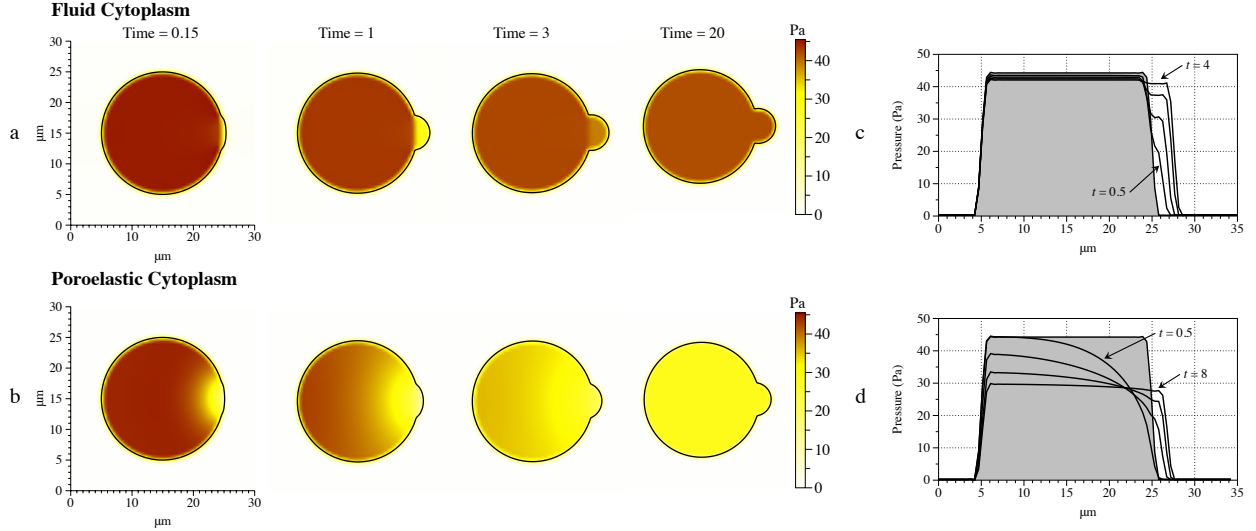 Fluid Cytoplasm
Time = 0.15
Time = 1
Time = 3
Time = 20
Pa
30
25
20
15
10
5
0
µm
0
10
20
30
µm
40
30
20
10
0
a
c
50
40
30
20
10
0
Pressure (Pa)
0
5
10
15
20
25
30
35
µm
t = 4
t = 0.5
Poroelastic Cytoplasm
Pa
30
25
20
15
10
5
0
µm
0
10
20
30
µm
40
30
20
10
0
b
d
50
40
30
20
10
0
Pressure (Pa)
0
5
10
15
20
25
30
35
µm
t = 0.5
t = 8